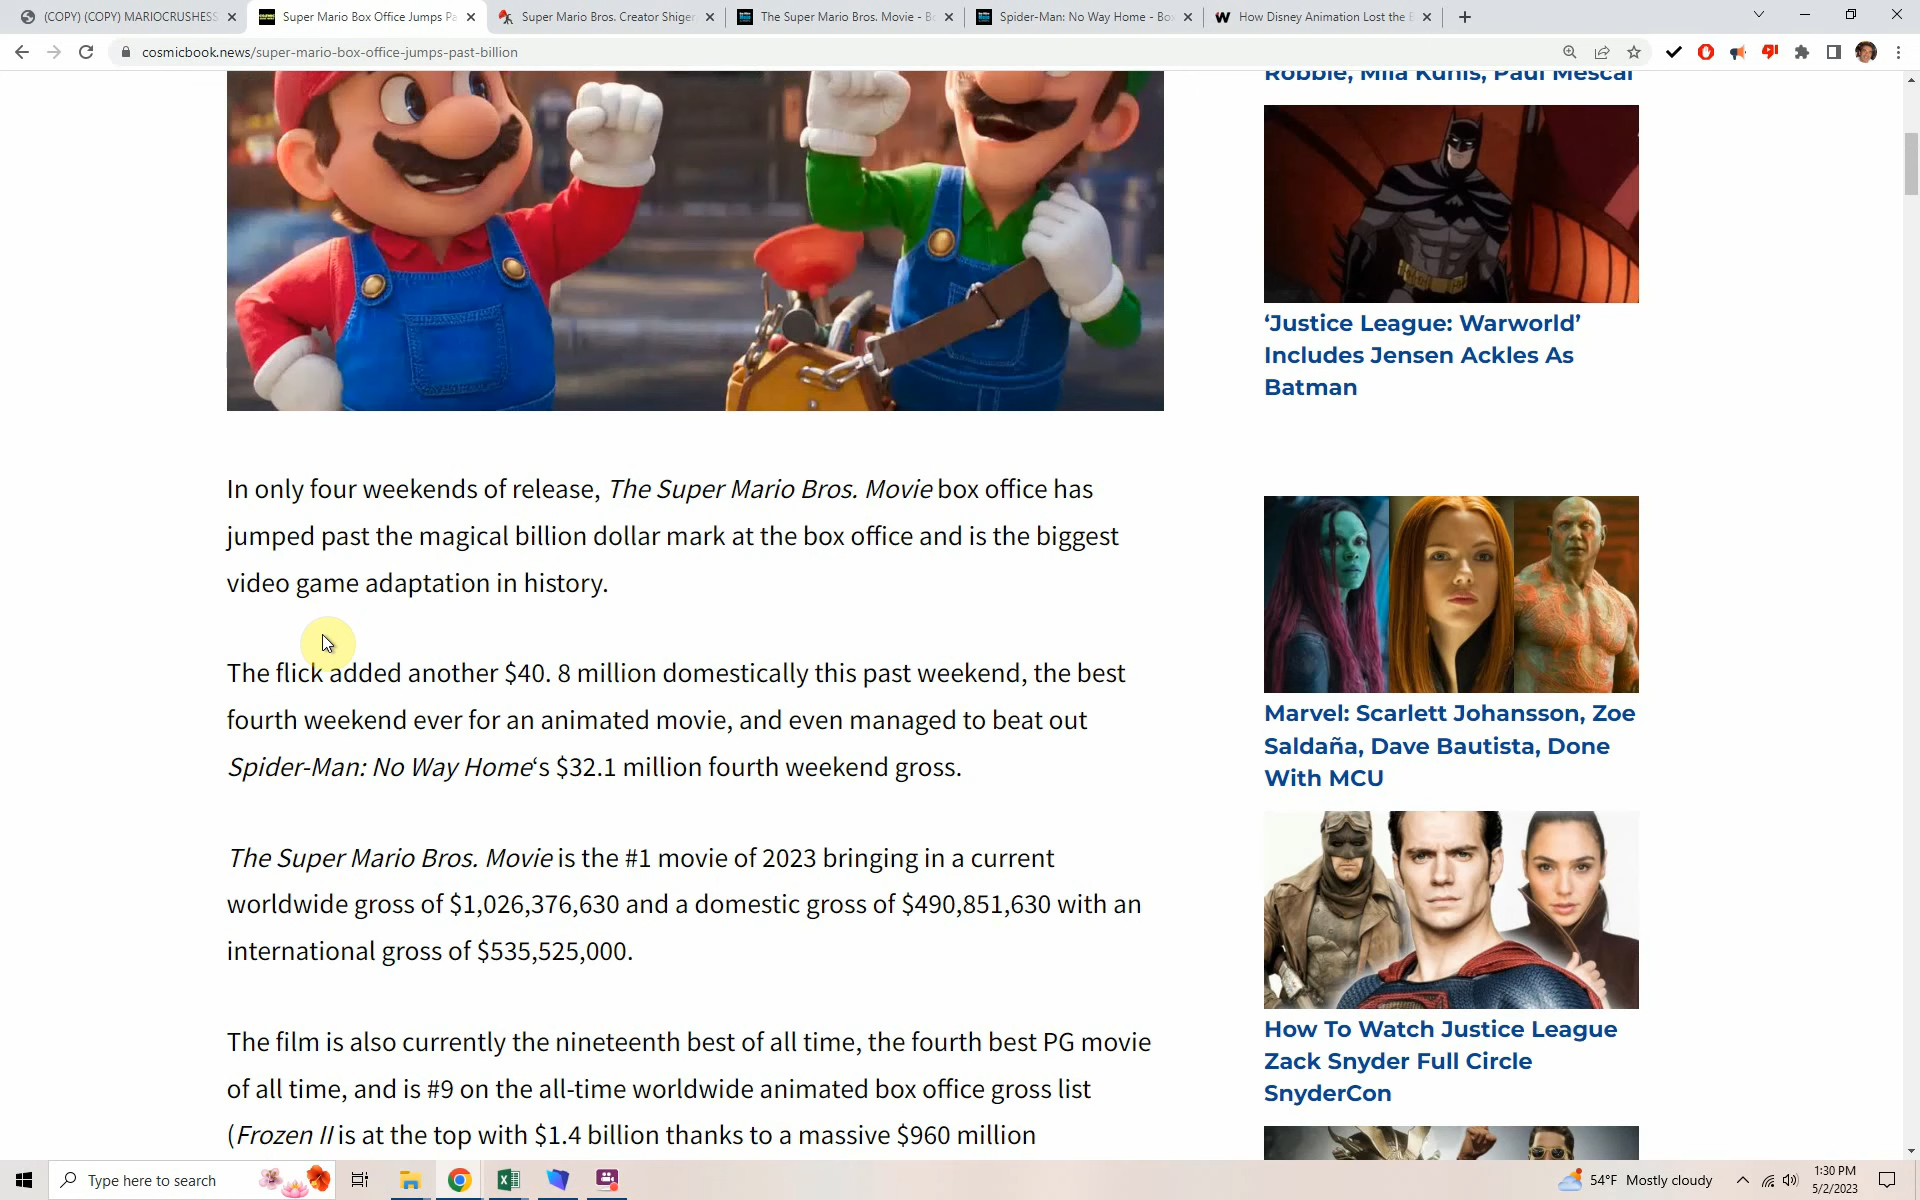 (COPY) (COPY) MARIOCRUSHESS
Super Mario Box Office Jumps Pa
Super Mario Bros. Creator Shiger
The Super Mario Bros. Movie - Bo
Spider-Man: No Way Home - Box
How Disney Animation Lost the B
cosmicbook.news/super-mario-box-office-jumps-past-billion
In only four weekends of release, The Super Mario Bros. Movie box office has
jumped past the magical billion dollar mark at the box office and is the biggest
video game adaptation in history.
The flick added another $40. 8 million domestically this past weekend, the best
fourth weekend ever for an animated movie, and even managed to beat out
Spider-Man: No Way Home‘s $32.1 million fourth weekend gross.
The Super Mario Bros. Movie is the #1 movie of 2023 bringing in a current
worldwide gross of $1,026,376,630 and a domestic gross of $490,851,630 with an
international gross of $535,525,000.
The film is also currently the nineteenth best of all time, the fourth best PG movie
of all time, and is #9 on the all-time worldwide animated box office gross list
(Frozen II is at the top with $1.4 billion thanks to a massive $960 million
Robbie, Mila Kunis, Paul Mescal
‘Justice League: Warworld’
Includes Jensen Ackles As
Batman
Marvel: Scarlett Johansson, Zoe
Saldaña, Dave Bautista, Done
With MCU
How To Watch Justice League
Zack Snyder Full Circle
SnyderCon
Type here to search
54°F Mostly cloudy
1:30 PM
5/2/2023